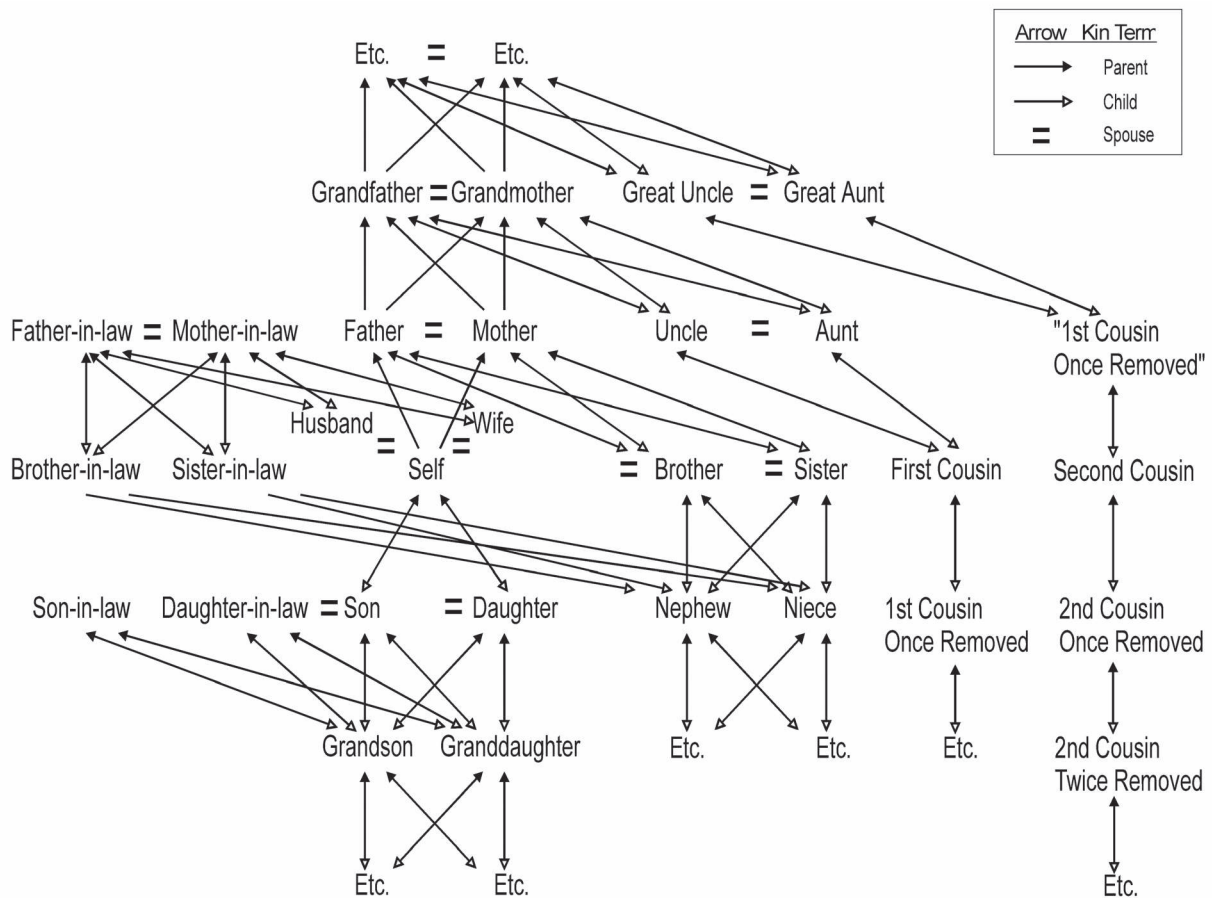 Arrow Kin Term
Parent
Child
= Spouse
Etc. = Etc.
Grandfather = Grandmother Great Uncle = Great Aunt
Father-in-law = Mother-in-law Father = Mother Uncle = Aunt "1st Cousin
Once Removed"
Husband Wife
= =
Brother-in-law Sister-in-law Self = Brother = Sister First Cousin Second Cousin
Son-in-law Daughter-in-law = Son = Daughter Nephew Niece 1st Cousin 2nd Cousin
Once Removed Once Removed
Grandson Granddaughter Etc. Etc. Etc. 2nd Cousin
Twice Removed
Etc. Etc. Etc.